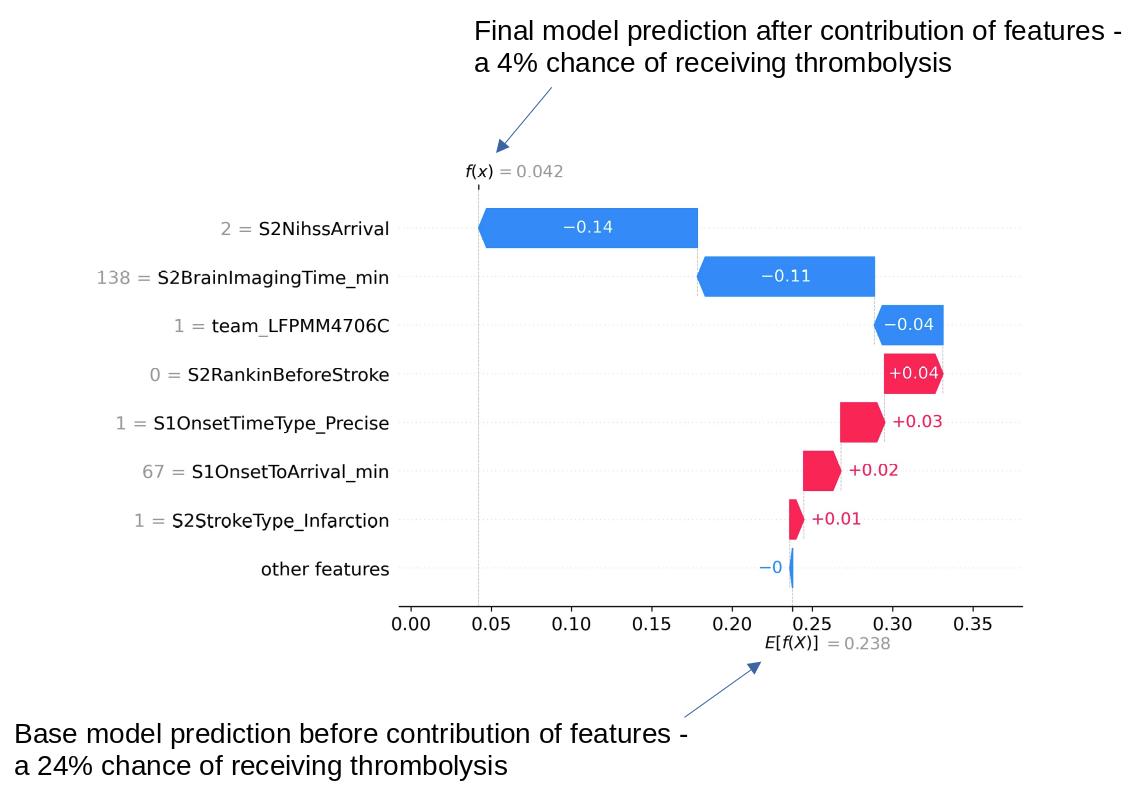 Final model prediction after contribution of features -
a 4% chance of receiving thrombolysis
f(x) = 0.042
2 = S2NihssArrival
−0.14
138 = S2BrainImagingTime_min
−0.11
1 = team_LFPMM4706C
−0.04
0 = S2RankinBeforeStroke
+0.04
1 = S1OnsetTimeType_Precise
+0.03
67 = S1OnsetToArrival_min
+0.02
1 = S2StrokeType_Infarction
+0.01
other features
−0
0.00 0.05 0.10 0.15 0.20 0.25 0.30 0.35
E[f(X)] = 0.238
Base model prediction before contribution of features -
a 24% chance of receiving thrombolysis